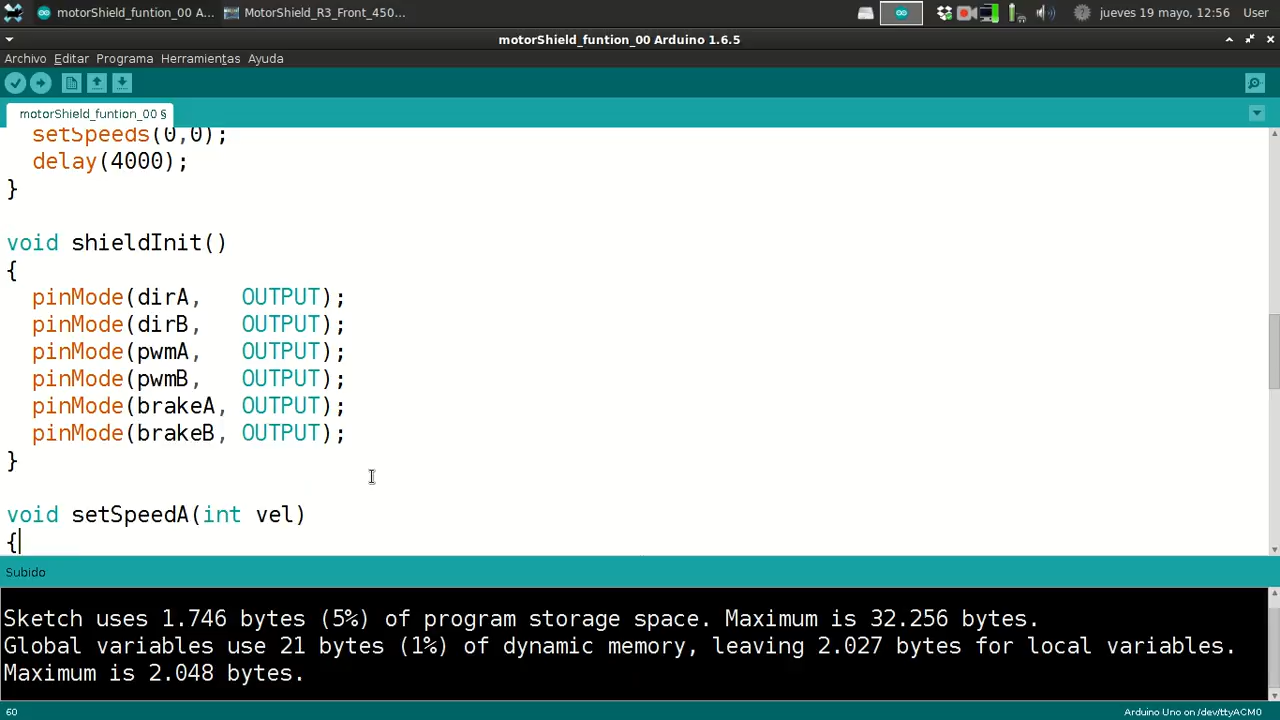 motorShield_funtion_00 A...
MotorShield_R3_Front_450...
jueves 19 mayo, 12:56
User
motorShield_funtion_00 Arduino 1.6.5
Archivo Editar Programa Herramientas Ayuda
motorShield_funtion_00 §
setSpeeds(0,0);
delay(4000);
}
void shieldInit()
{
pinMode(dirA,   OUTPUT);
pinMode(dirB,   OUTPUT);
pinMode(pwmA,   OUTPUT);
pinMode(pwmB,   OUTPUT);
pinMode(brakeA, OUTPUT);
pinMode(brakeB, OUTPUT);
}
void setSpeedA(int vel)
{
Subido
Sketch uses 1.746 bytes (5%) of program storage space. Maximum is 32.256 bytes.
Global variables use 21 bytes (1%) of dynamic memory, leaving 2.027 bytes for local variables.
Maximum is 2.048 bytes.
60
Arduino Uno on /dev/ttyACM0